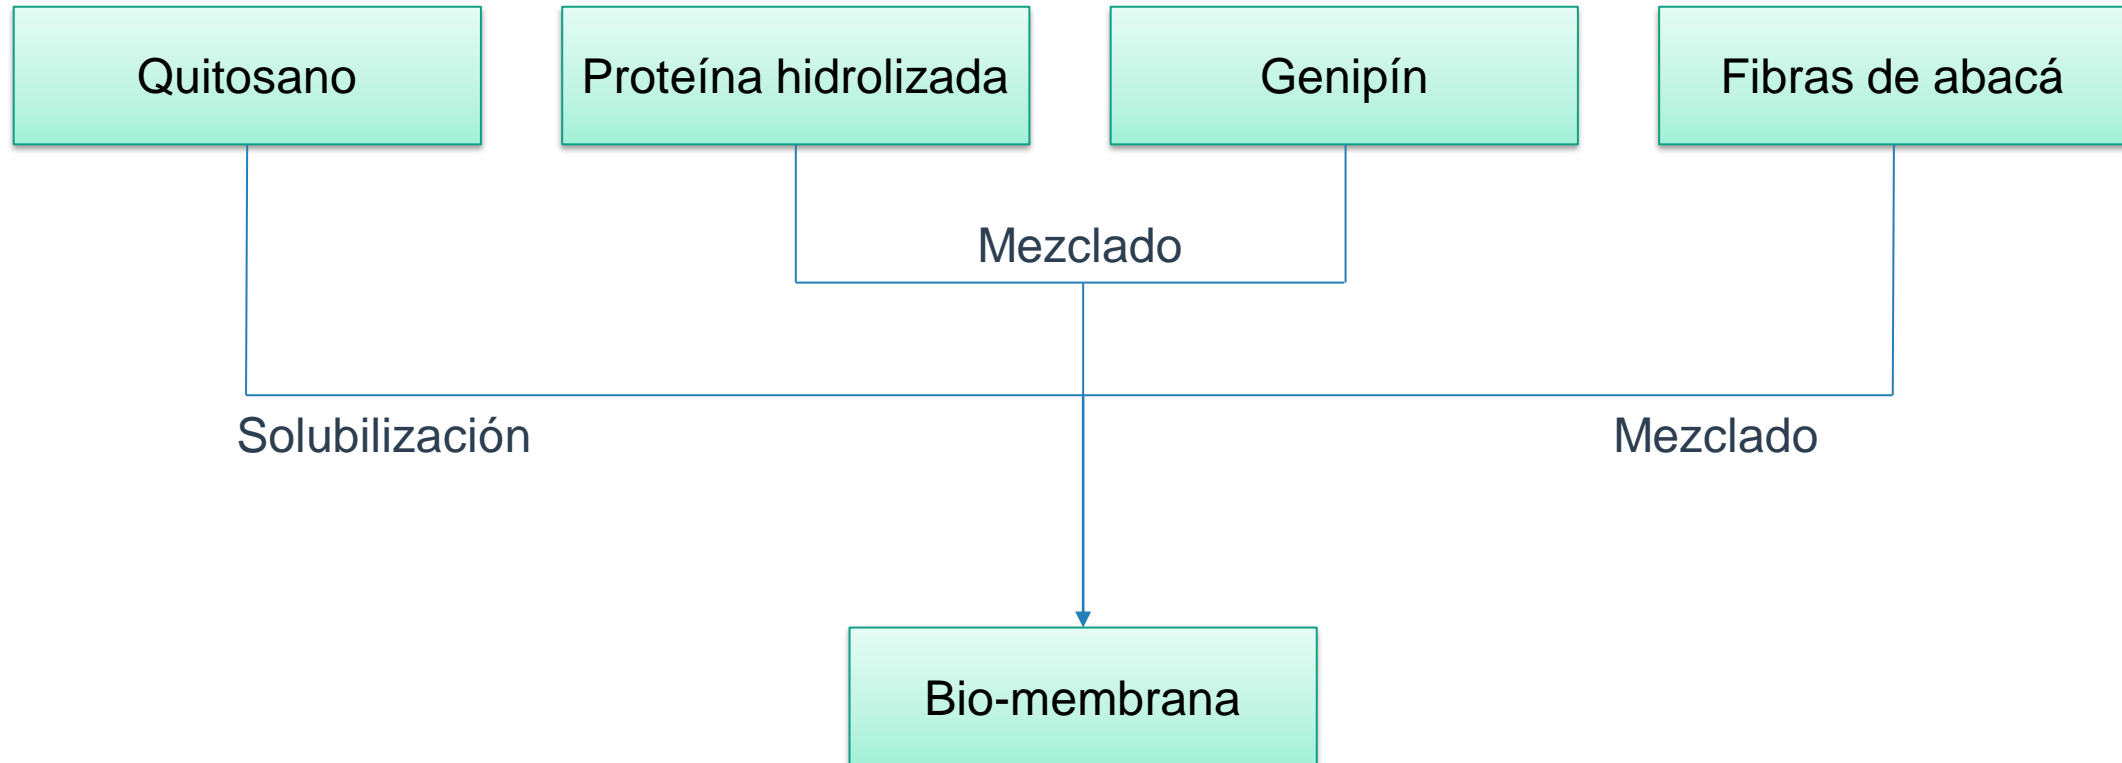 Quitosano
Proteína hidrolizada
Genipín
Fibras de abacá
Mezclado
Solubilización
Mezclado
Bio-membrana